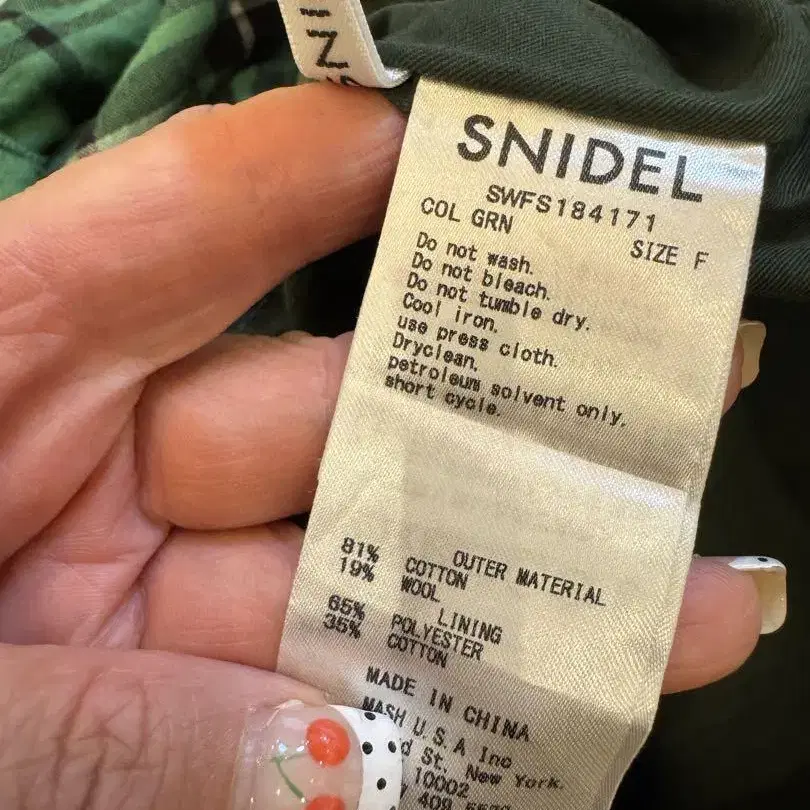 SNIDEL
SWFS184171
COL GRN
SIZE F
Do not wash.
Do not bleach.
Do not tumble dry.
Cool iron.
use press cloth.
Dryclean.
petroleum solvent only.
short cycle.
OUTER MATERIAL
81% COTTON
19% WOOL
LINING
65% POLYESTER
35% COTTON
MADE IN CHINA
MASH U.S.A Inc
St. New York.
10002
409